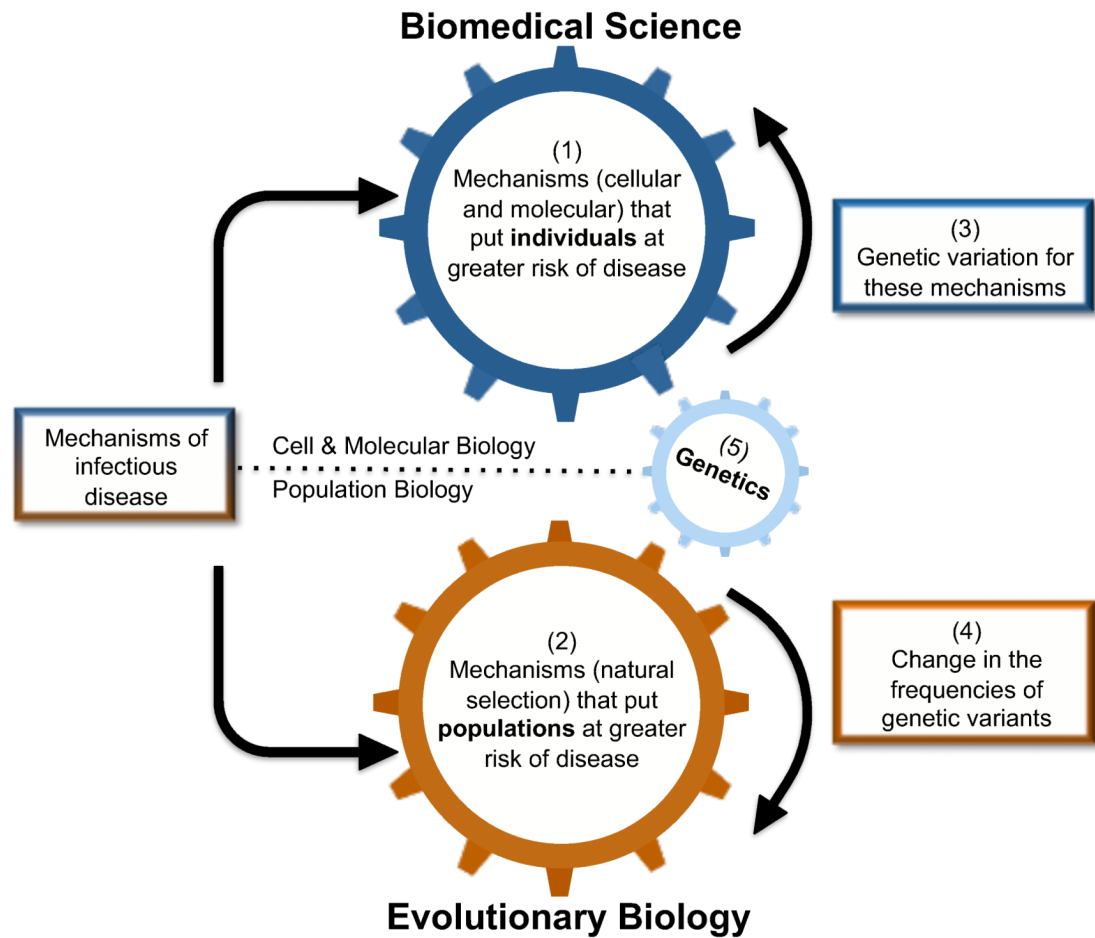 Biomedical Science
(1)
Mechanisms (cellular
and molecular) that
put individuals at
greater risk of disease
(3)
Genetic variation for
these mechanisms
Mechanisms of
infectious
disease
Cell & Molecular Biology
Population Biology
(5)
Genetics
(2)
Mechanisms (natural
selection) that put
populations at greater
risk of disease
(4)
Change in the
frequencies of
genetic variants
Evolutionary Biology